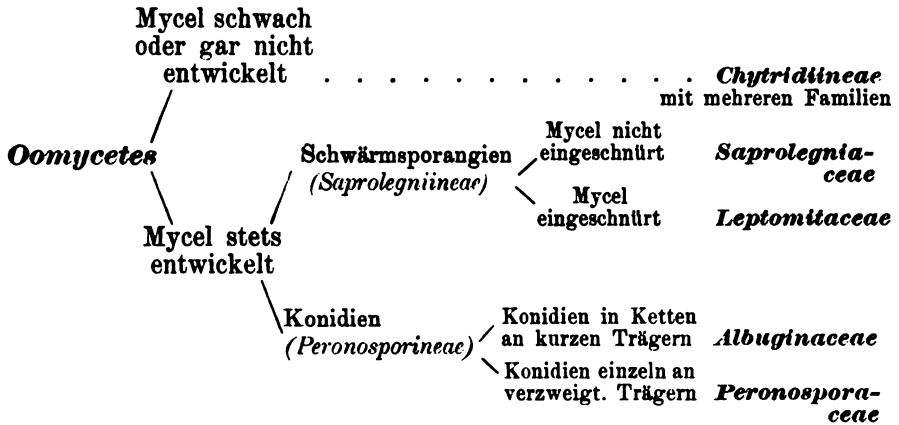 Mycel schwach
oder gar nicht
entwickelt . . . . . . . . . . . . . . Chytridiineae
mit mehreren Familien
Oomycetes
Schwärmsporangien
(Saprolegniineae)
Mycel nicht
eingeschnürt
Saprolegnia-
ceae
Mycel
eingeschnürt
Leptomitaceae
Mycel stets
entwickelt
Konidien
(Peronosporineae)
Konidien in Ketten
an kurzen Trägern
Albuginaceae
Konidien einzeln an
verzweigt. Trägern
Peronospora-
ceae